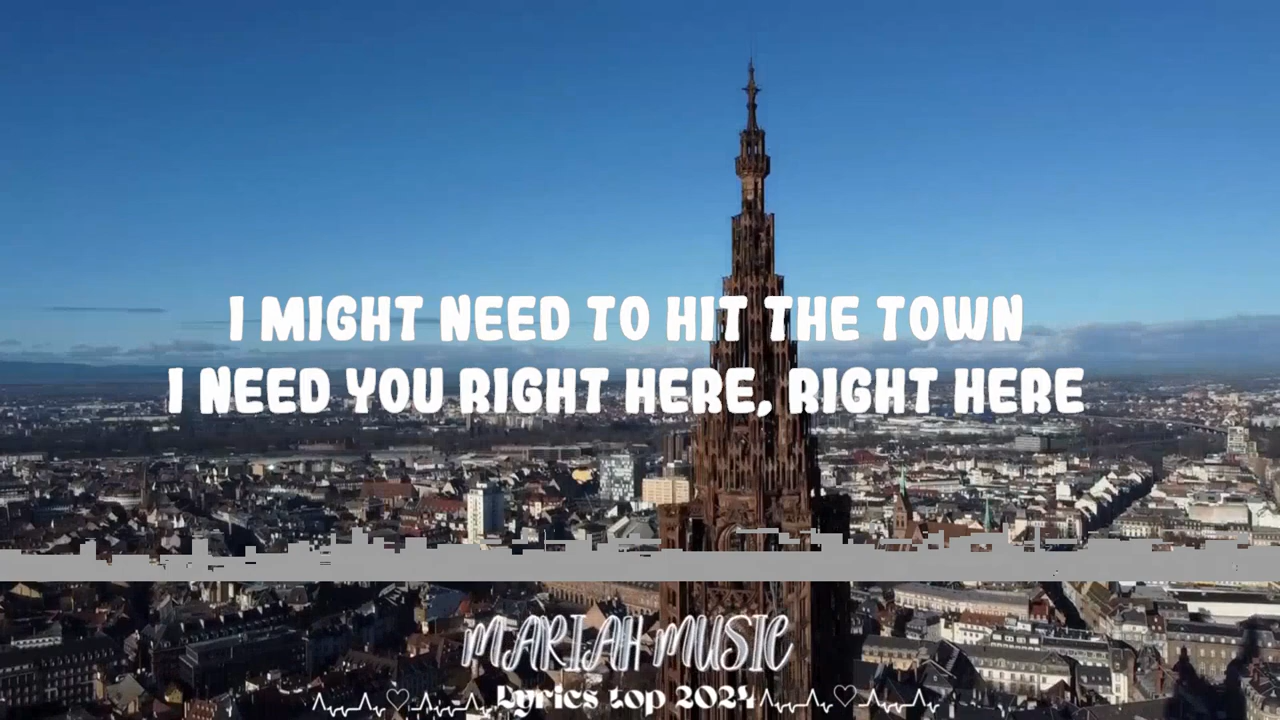 I MIGHT NEED TO HIT THE TOWN
I NEED YOU RIGHT HERE, RIGHT HERE
MARIAH MUSIC
Lyrics top 2024